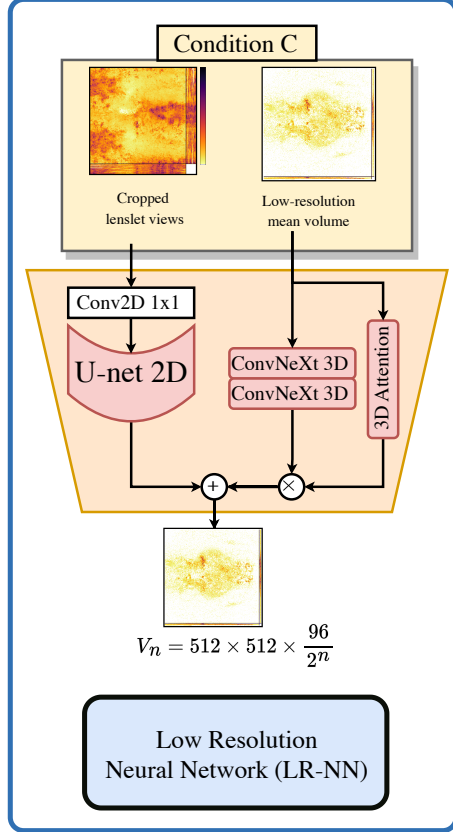 Condition C
Cropped
lenslet views
Low-resolution
mean volume
Conv2D 1x1
U-net 2D
ConvNeXt 3D
ConvNeXt 3D
3D Attention
+
×
V_n = 512 × 512 × 96/2^n
Low Resolution
Neural Network (LR-NN)